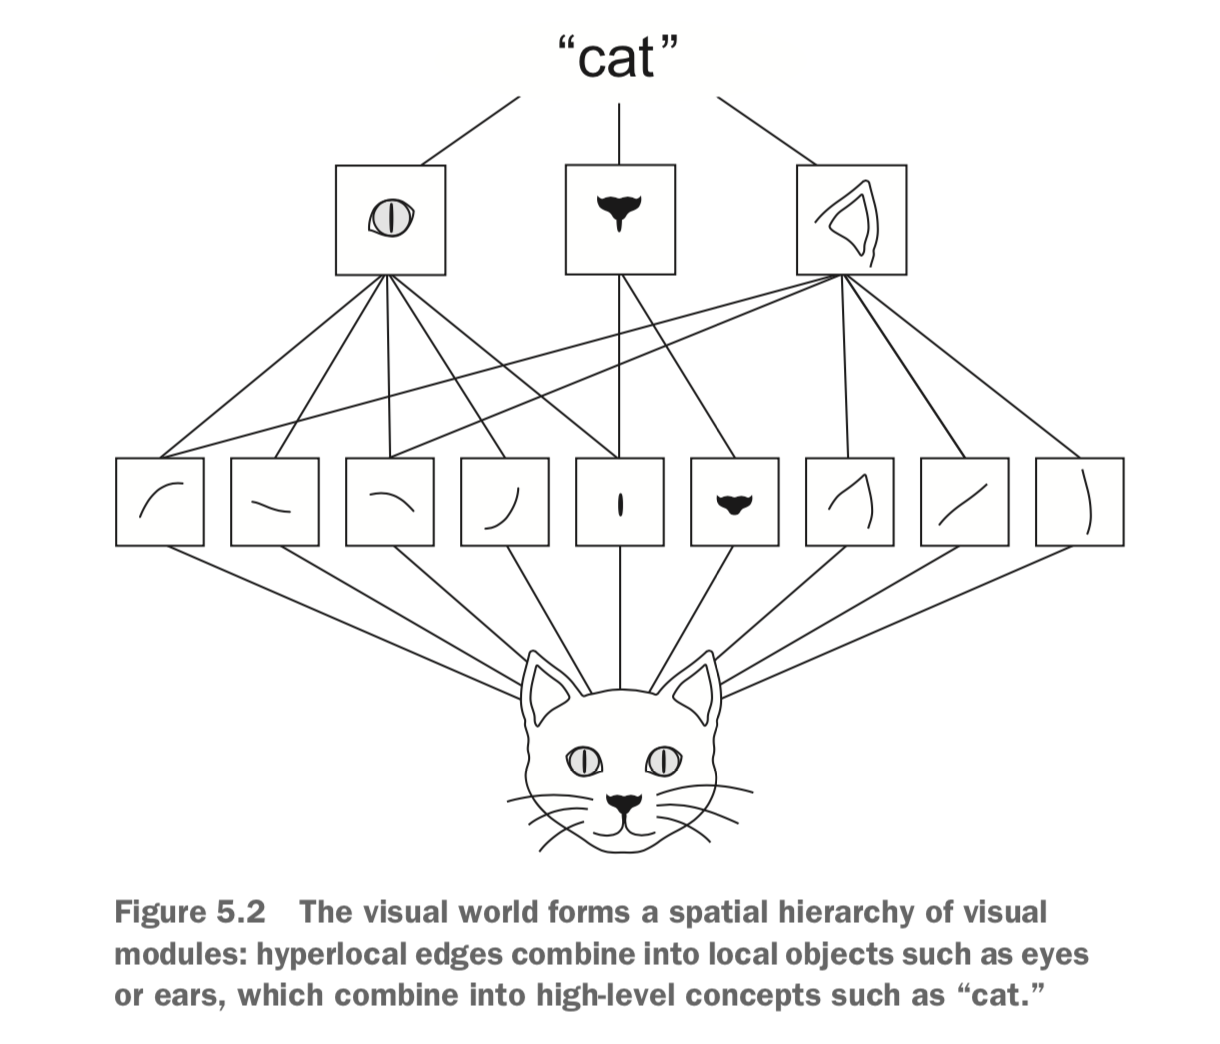 “cat”
Figure 5.2 The visual world forms a spatial hierarchy of visual
modules: hyperlocal edges combine into local objects such as eyes
or ears, which combine into high-level concepts such as “cat.”